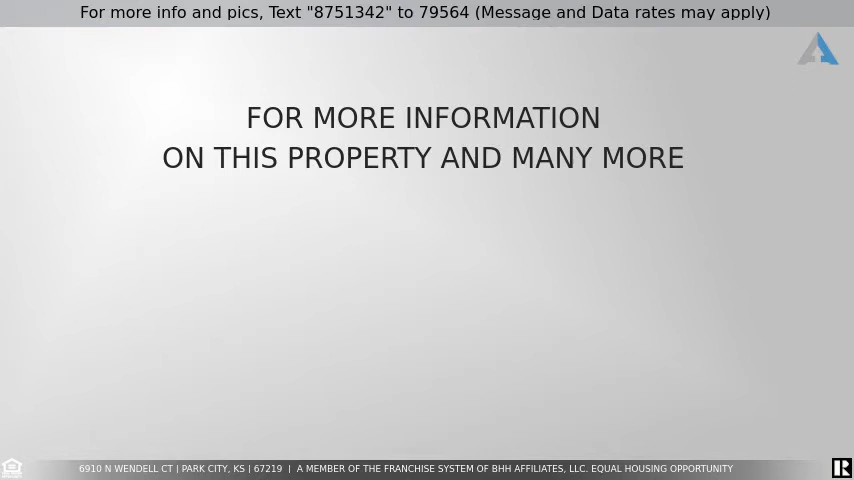 For more info and pics, Text "8751342" to 79564 (Message and Data rates may apply)
FOR MORE INFORMATION
ON THIS PROPERTY AND MANY MORE
6910 N WENDELL CT | PARK CITY, KS | 67219 | A MEMBER OF THE FRANCHISE SYSTEM OF BHH AFFILIATES, LLC. EQUAL HOUSING OPPORTUNITY